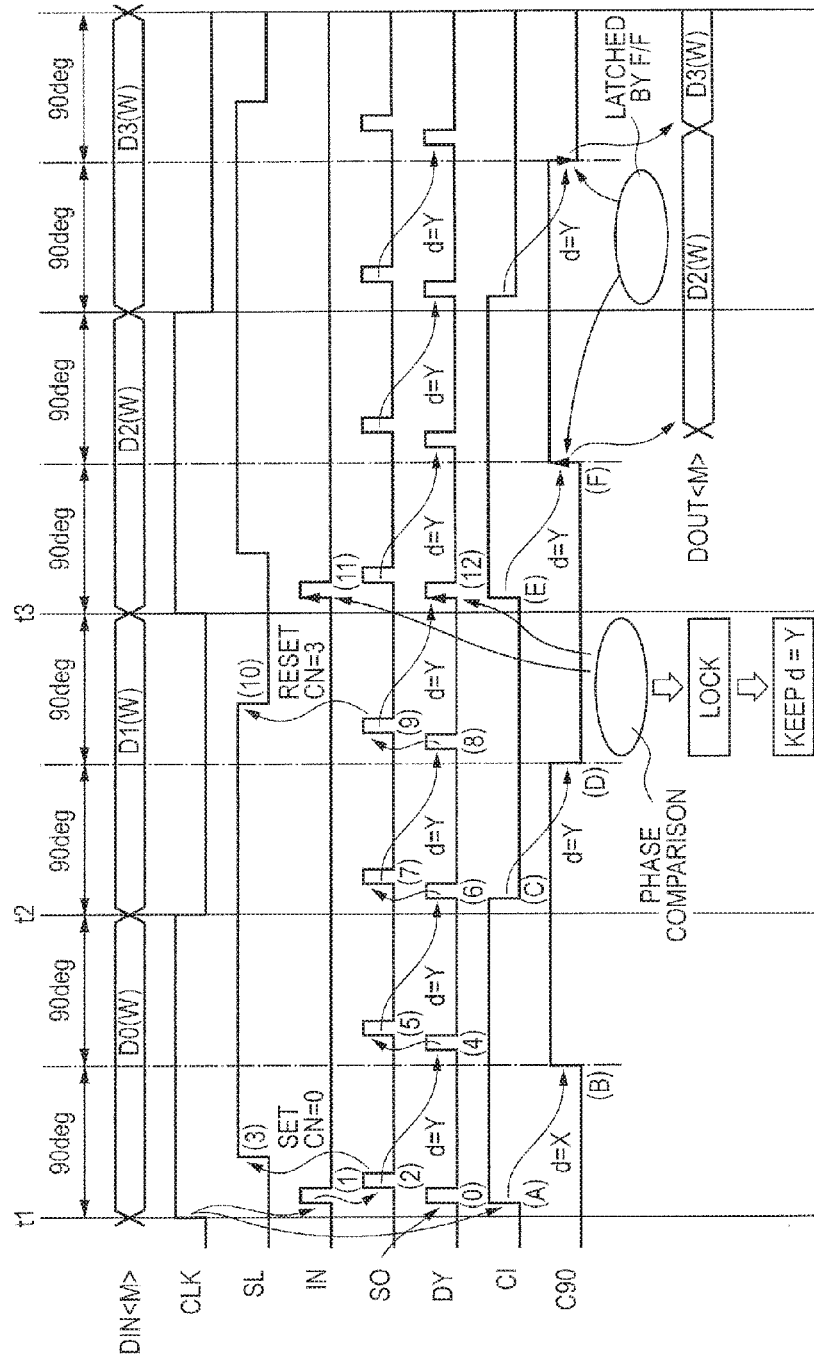 t1 t2 t3
90deg 90deg 90deg 90deg 90deg 90deg 90deg 90deg
DIN<M> D0(W) D1(W) D2(W) D3(W)
CLK
SL (3) SET CN=0 (10) RESET CN=3
IN (1) (11)
SO (2) (5) (7) (9)
d=Y d=Y d=Y d=Y d=Y d=Y d=Y
DY (0) (4) (6) (8) (12)
CI (A) (C) (E)
d=X d=Y d=Y d=Y
C90 (B) (D) (F)
PHASE
COMPARISON
LOCK
KEEP d = Y
LATCHED
BY F/F
DOUT<M> D2(W) D3(W)